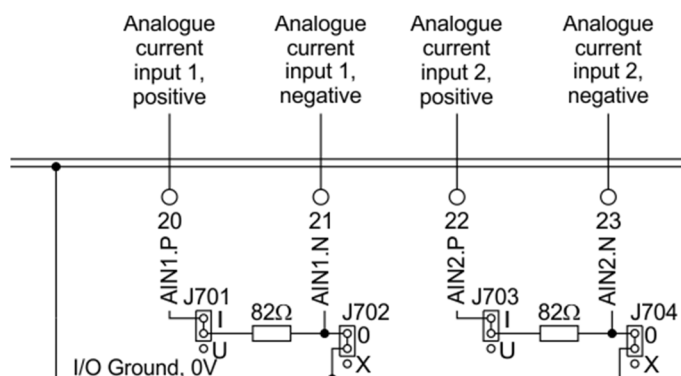 Analogue
current
input 1,
positive
Analogue
current
input 1,
negative
Analogue
current
input 2,
positive
Analogue
current
input 2,
negative
20
21
22
23
AIN1.P
AIN1.N
AIN2.P
AIN2.N
J701
I
U
82Ω
J702
0
X
J703
I
U
82Ω
J704
0
X
I/O Ground, 0V